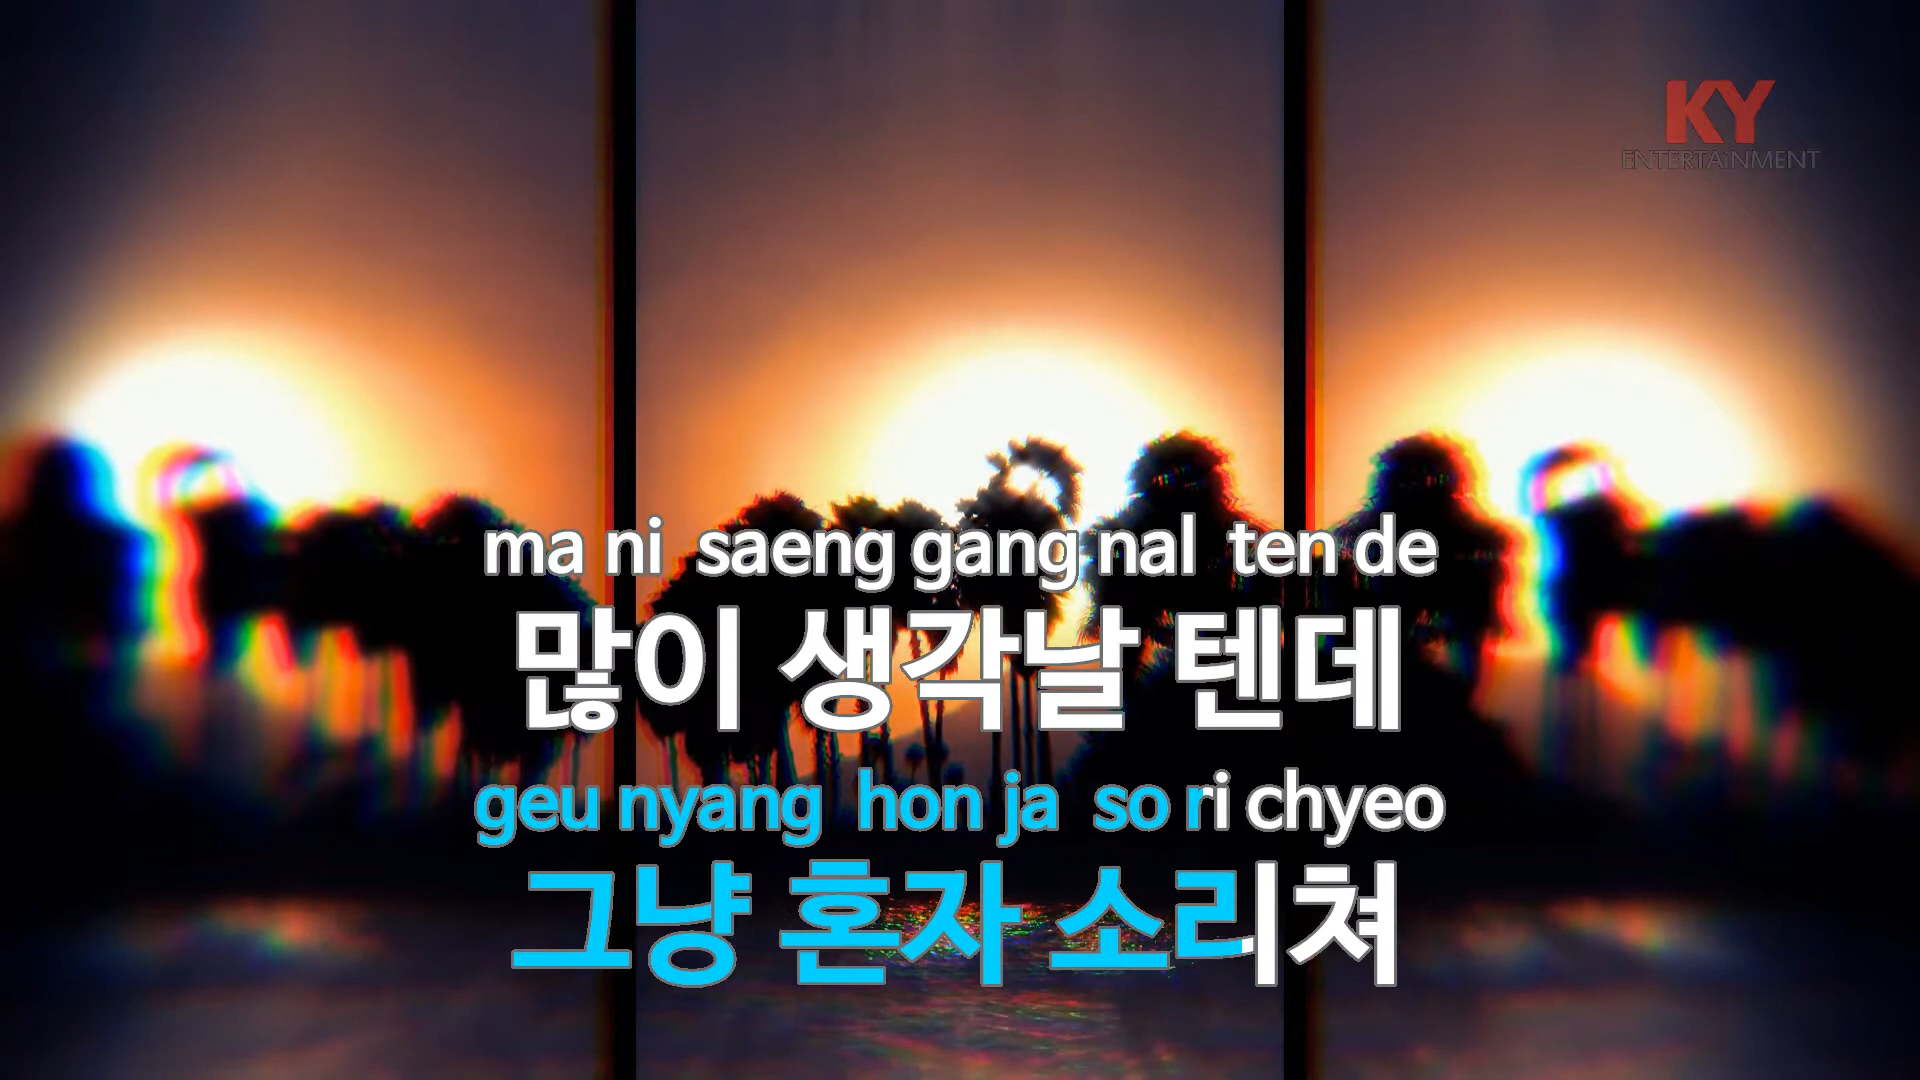 KY
ENTERTAINMENT
ma ni saeng gang nal ten de
많이 생각날 텐데
geu nyang hon ja so ri chyeo
그냥 혼자 소리쳐